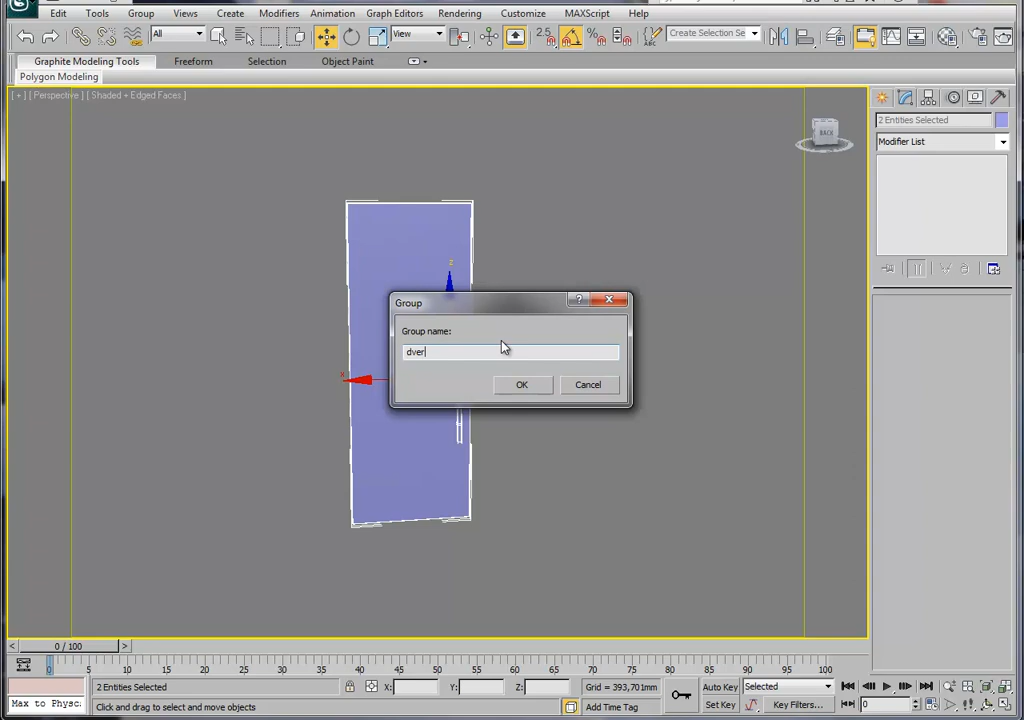 Edit Tools Group Views Create Modifiers Animation Graph Editors Rendering Customize MAXScript Help
All View 2.5 Create Selection Se
Graphite Modeling Tools Freeform Selection Object Paint
Polygon Modeling
[ + ] [ Perspective ] [ Shaded + Edged Faces ]
BACK
2 Entities Selected
Modifier List
z
x
Group
Group name:
dver
OK Cancel
< 0 / 100 >
0 5 10 15 20 25 30 35 40 45 50 55 60 65 70 75 80 85 90 95 100
2 Entities Selected X: Y: Z: Grid = 393,701mm Auto Key Selected
Max to Physc: Click and drag to select and move objects Add Time Tag Set Key Key Filters... 0